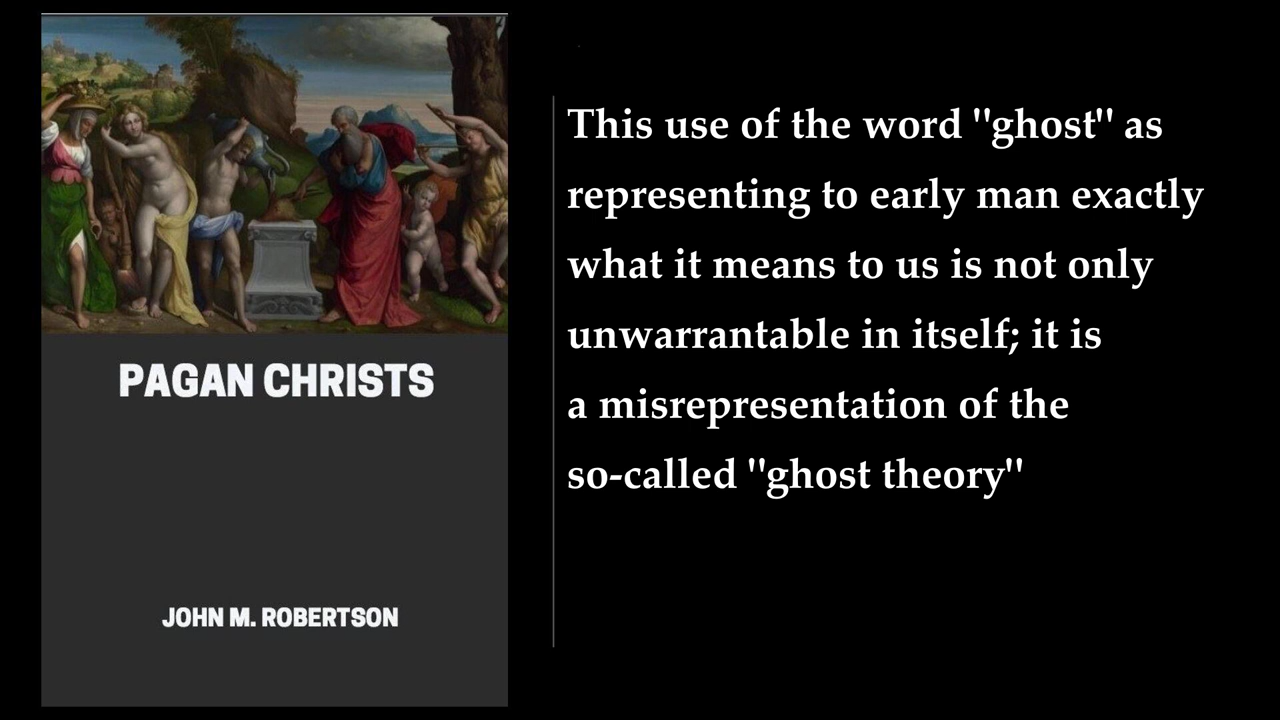 PAGAN CHRISTS
JOHN M. ROBERTSON
This use of the word "ghost" as
representing to early man exactly
what it means to us is not only
unwarrantable in itself; it is
a misrepresentation of the
so-called "ghost theory"